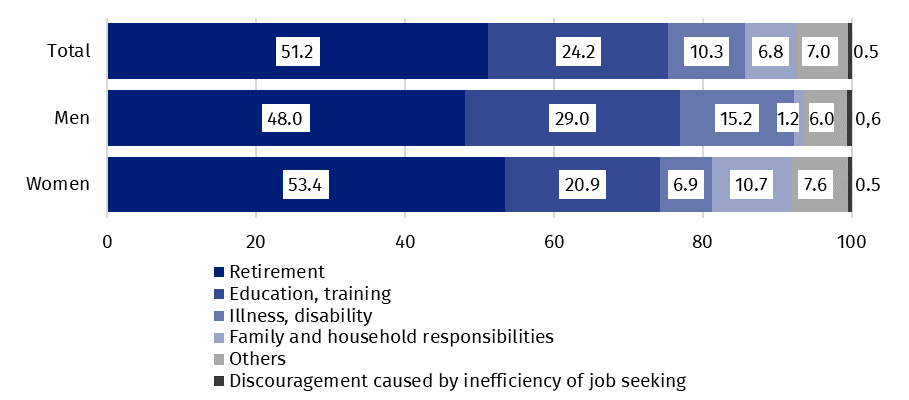 Total 51.2 24.2 10.3 6.8 7.0 0.5
Men 48.0 29.0 15.2 1.2 6.0 0,6
Women 53.4 20.9 6.9 10.7 7.6 0.5
0 20 40 60 80 100
Retirement
Education, training
Illness, disability
Family and household responsibilities
Others
Discouragement caused by inefficiency of job seeking